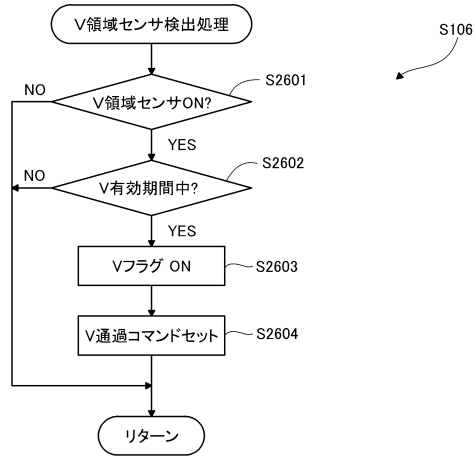 V領域センサ検出処理
S106
S2601
V領域センサON?
NO
YES
S2602
V有効期間中?
NO
YES
Vフラグ ON
S2603
V通過コマンドセット
S2604
リターン